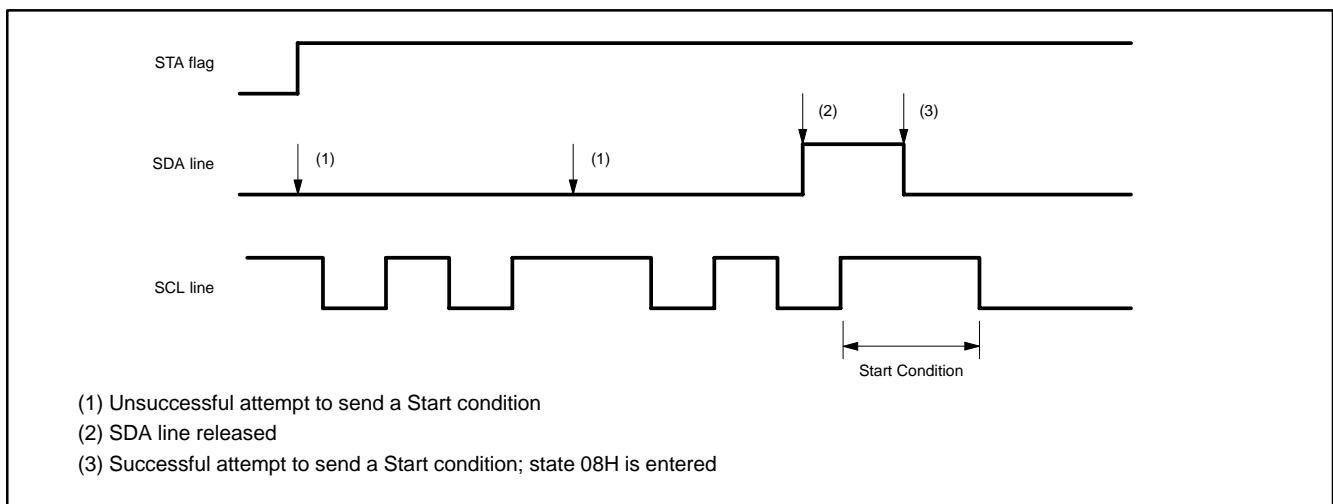 STA flag
(2)
(3)
SDA line
(1)
(1)
SCL line
Start Condition
(1) Unsuccessful attempt to send a Start condition
(2) SDA line released
(3) Successful attempt to send a Start condition; state 08H is entered